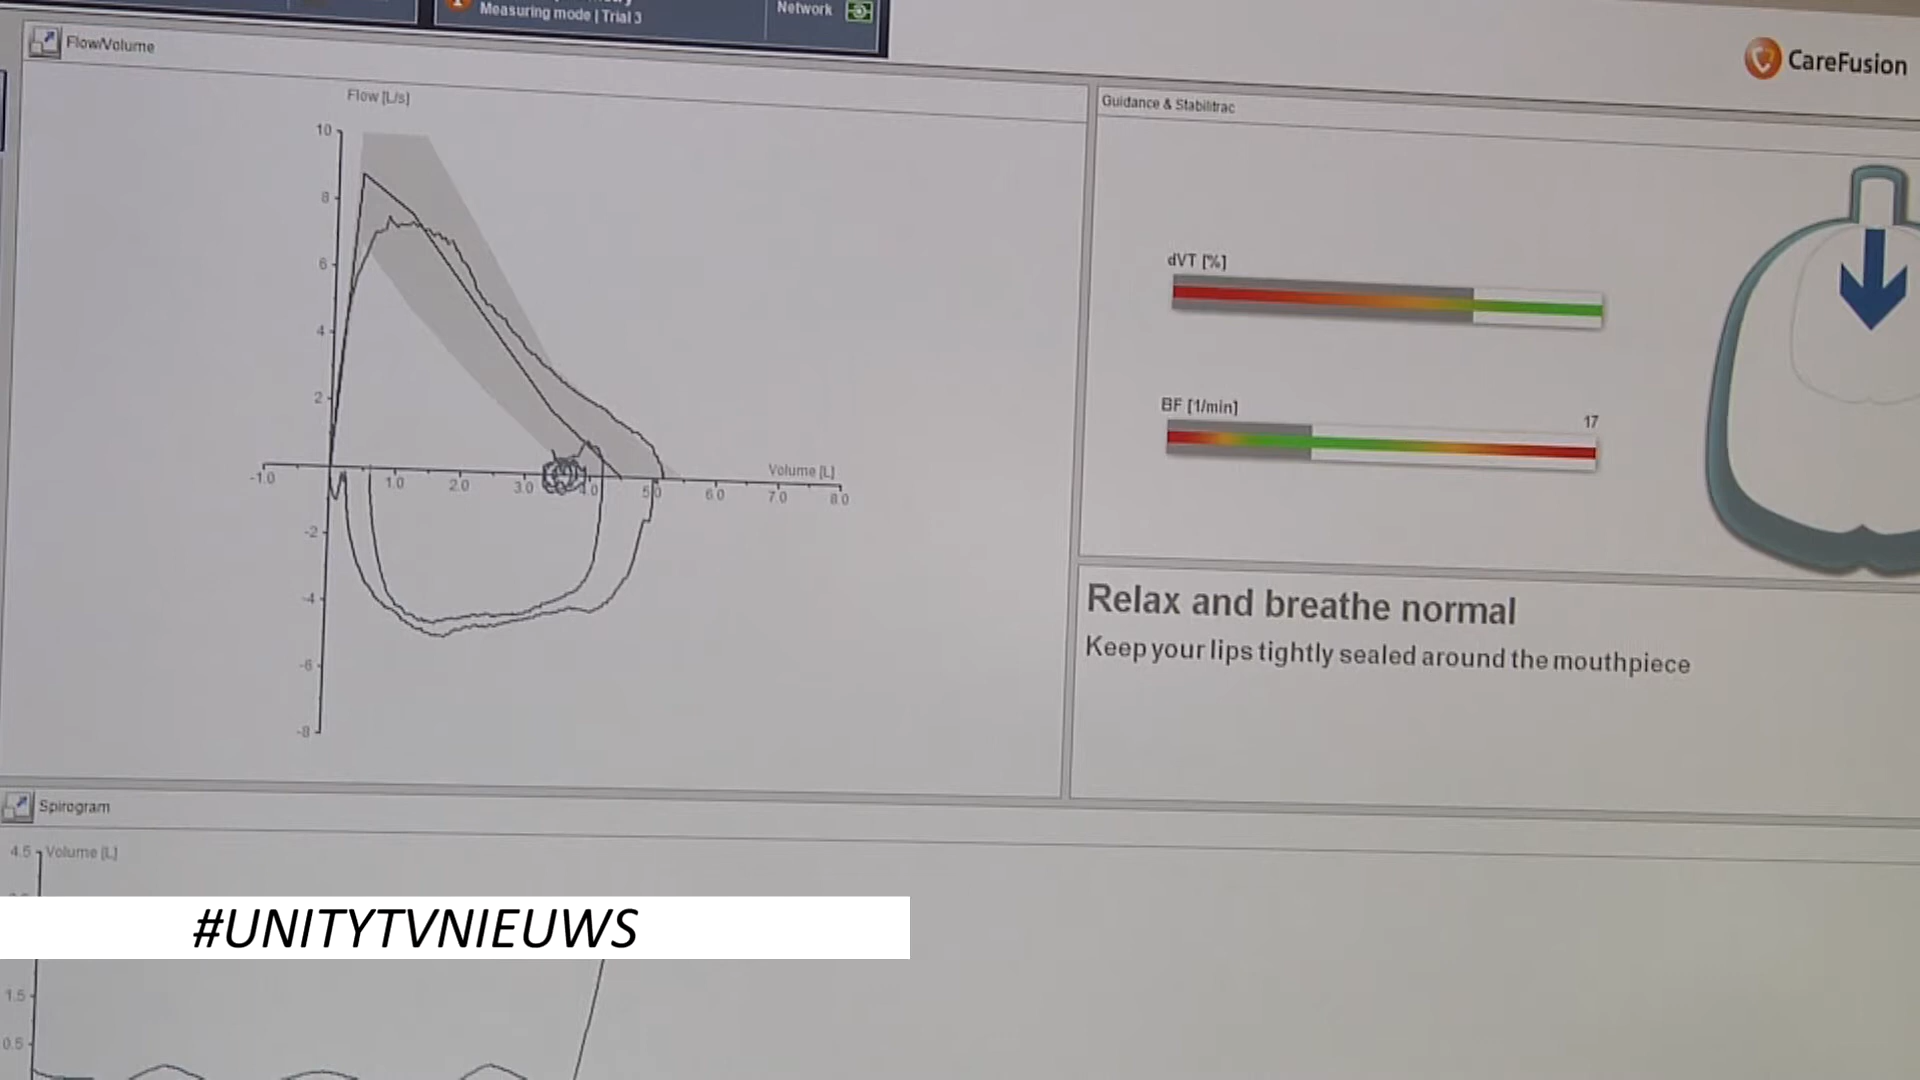 Measuring mode | Trial 3
Network
CareFusion
Flow/Volume
Guidance & Stabilitrac
Flow [L/s]
10
8
6
4
2
-1.0
1.0
2.0
3.0
4.0
5.0
6.0
7.0
8.0
Volume [L]
-2
-4
-6
-8
dVT [%]
BF [1/min]
17
Relax and breathe normal
Keep your lips tightly sealed around the mouthpiece
Spirogram
4.5
Volume [L]
#UNITYTVNIEUWS
1.5
0.5